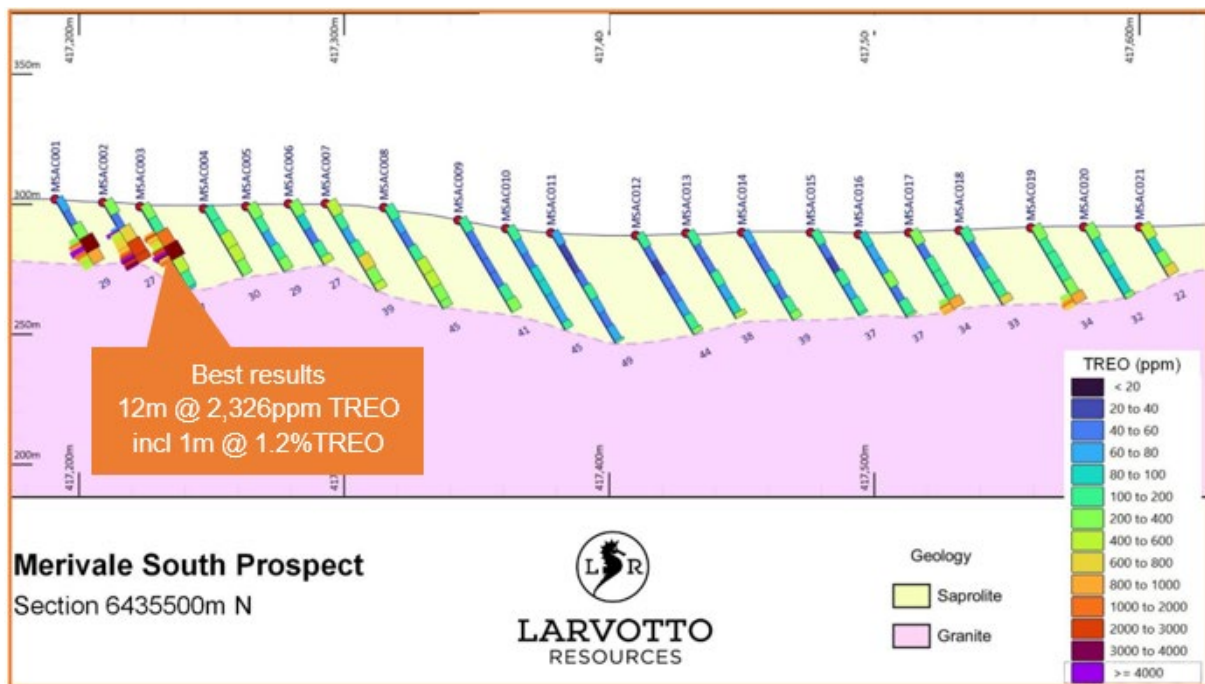 417,200m
417,300m
417,40
417,50
417,600m
350m
300m
250m
200m
MSAC001
MSAC002
MSAC003
MSAC004
MSAC005
MSAC006
MSAC007
MSAC008
MSAC009
MSAC010
MSAC011
MSAC012
MSAC013
MSAC014
MSAC015
MSAC016
MSAC017
MSAC018
MSAC019
MSAC020
MSAC021
29
27
30
29
27
39
45
41
45
49
44
38
39
37
37
34
33
34
32
22
Best results
12m @ 2,326ppm TREO
incl 1m @ 1.2%TREO
417,200m
417,300m
417,400m
417,500m
TREO (ppm)
< 20
20 to 40
40 to 60
60 to 80
80 to 100
100 to 200
200 to 400
400 to 600
600 to 800
800 to 1000
1000 to 2000
2000 to 3000
3000 to 4000
>= 4000
Merivale South Prospect
Section 6435500m N
L R
LARVOTTO
RESOURCES
Geology
Saprolite
Granite